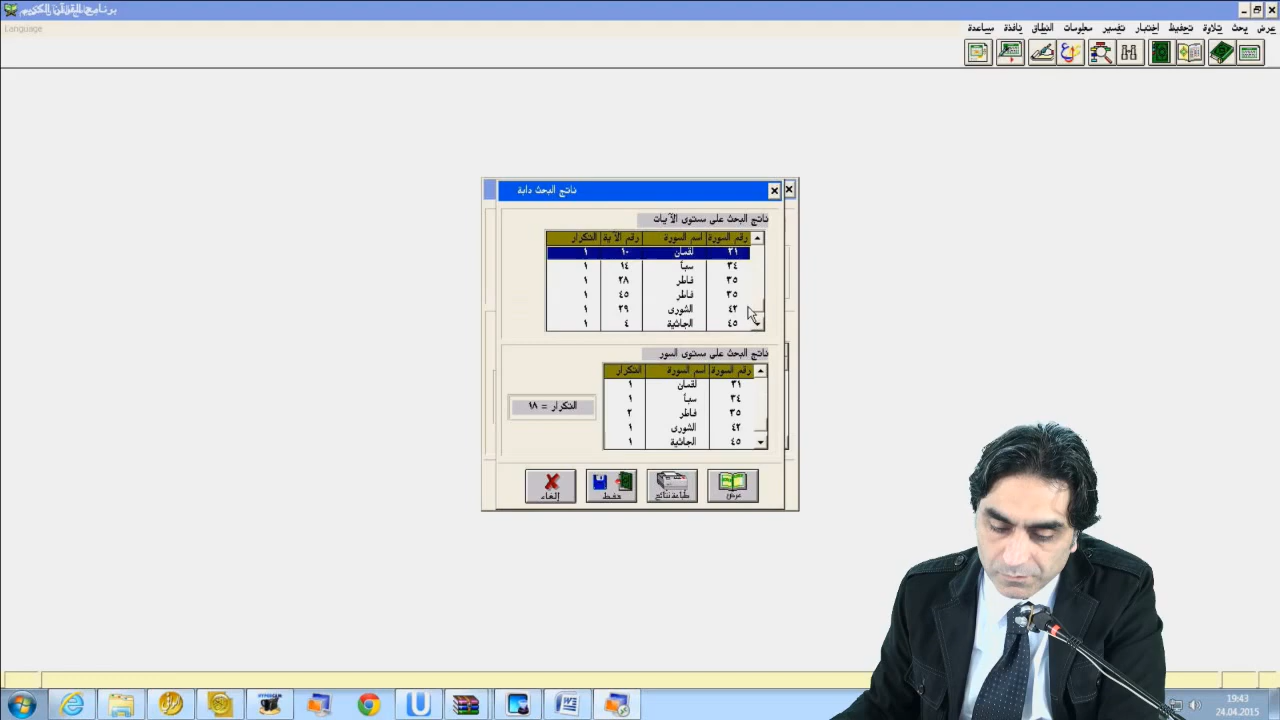 برنامج القرآن الكريم
Language
عرض بحث تلاوة تحفيظ اختبار تفسير معلومات النطاق نافذة مساعدة
ناتج البحث دابة
ناتج البحث على مستوى الآيات
رقم السورة اسم السورة رقم الآية التكرار
٣١ لقمان ١٠ ١
٣٤ سبأ ١٤ ١
٣٥ فاطر ٢٨ ١
٣٥ فاطر ٤٥ ١
٤٢ الشورى ٢٩ ١
٤٥ الجاثية ٤ ١
ناتج البحث على مستوى السور
رقم السورة اسم السورة التكرار
٣١ لقمان ١
٣٤ سبأ ١
٣٥ فاطر ٢
٤٢ الشورى ١
٤٥ الجاثية ١
التكرار = ١٨
عرض طباعة نتائج حفظ إلغاء
19:43
24.04.2015